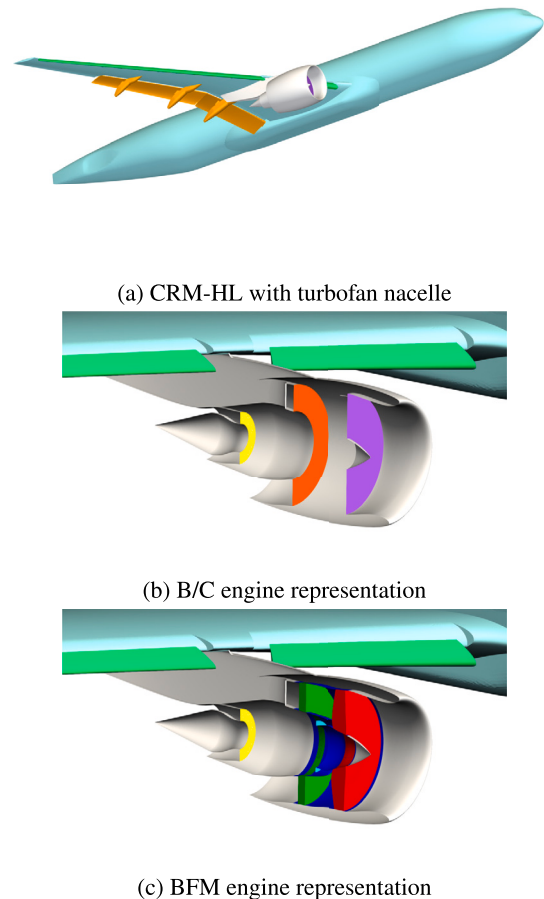 (a) CRM-HL with turbofan nacelle
(b) B/C engine representation
(c) BFM engine representation